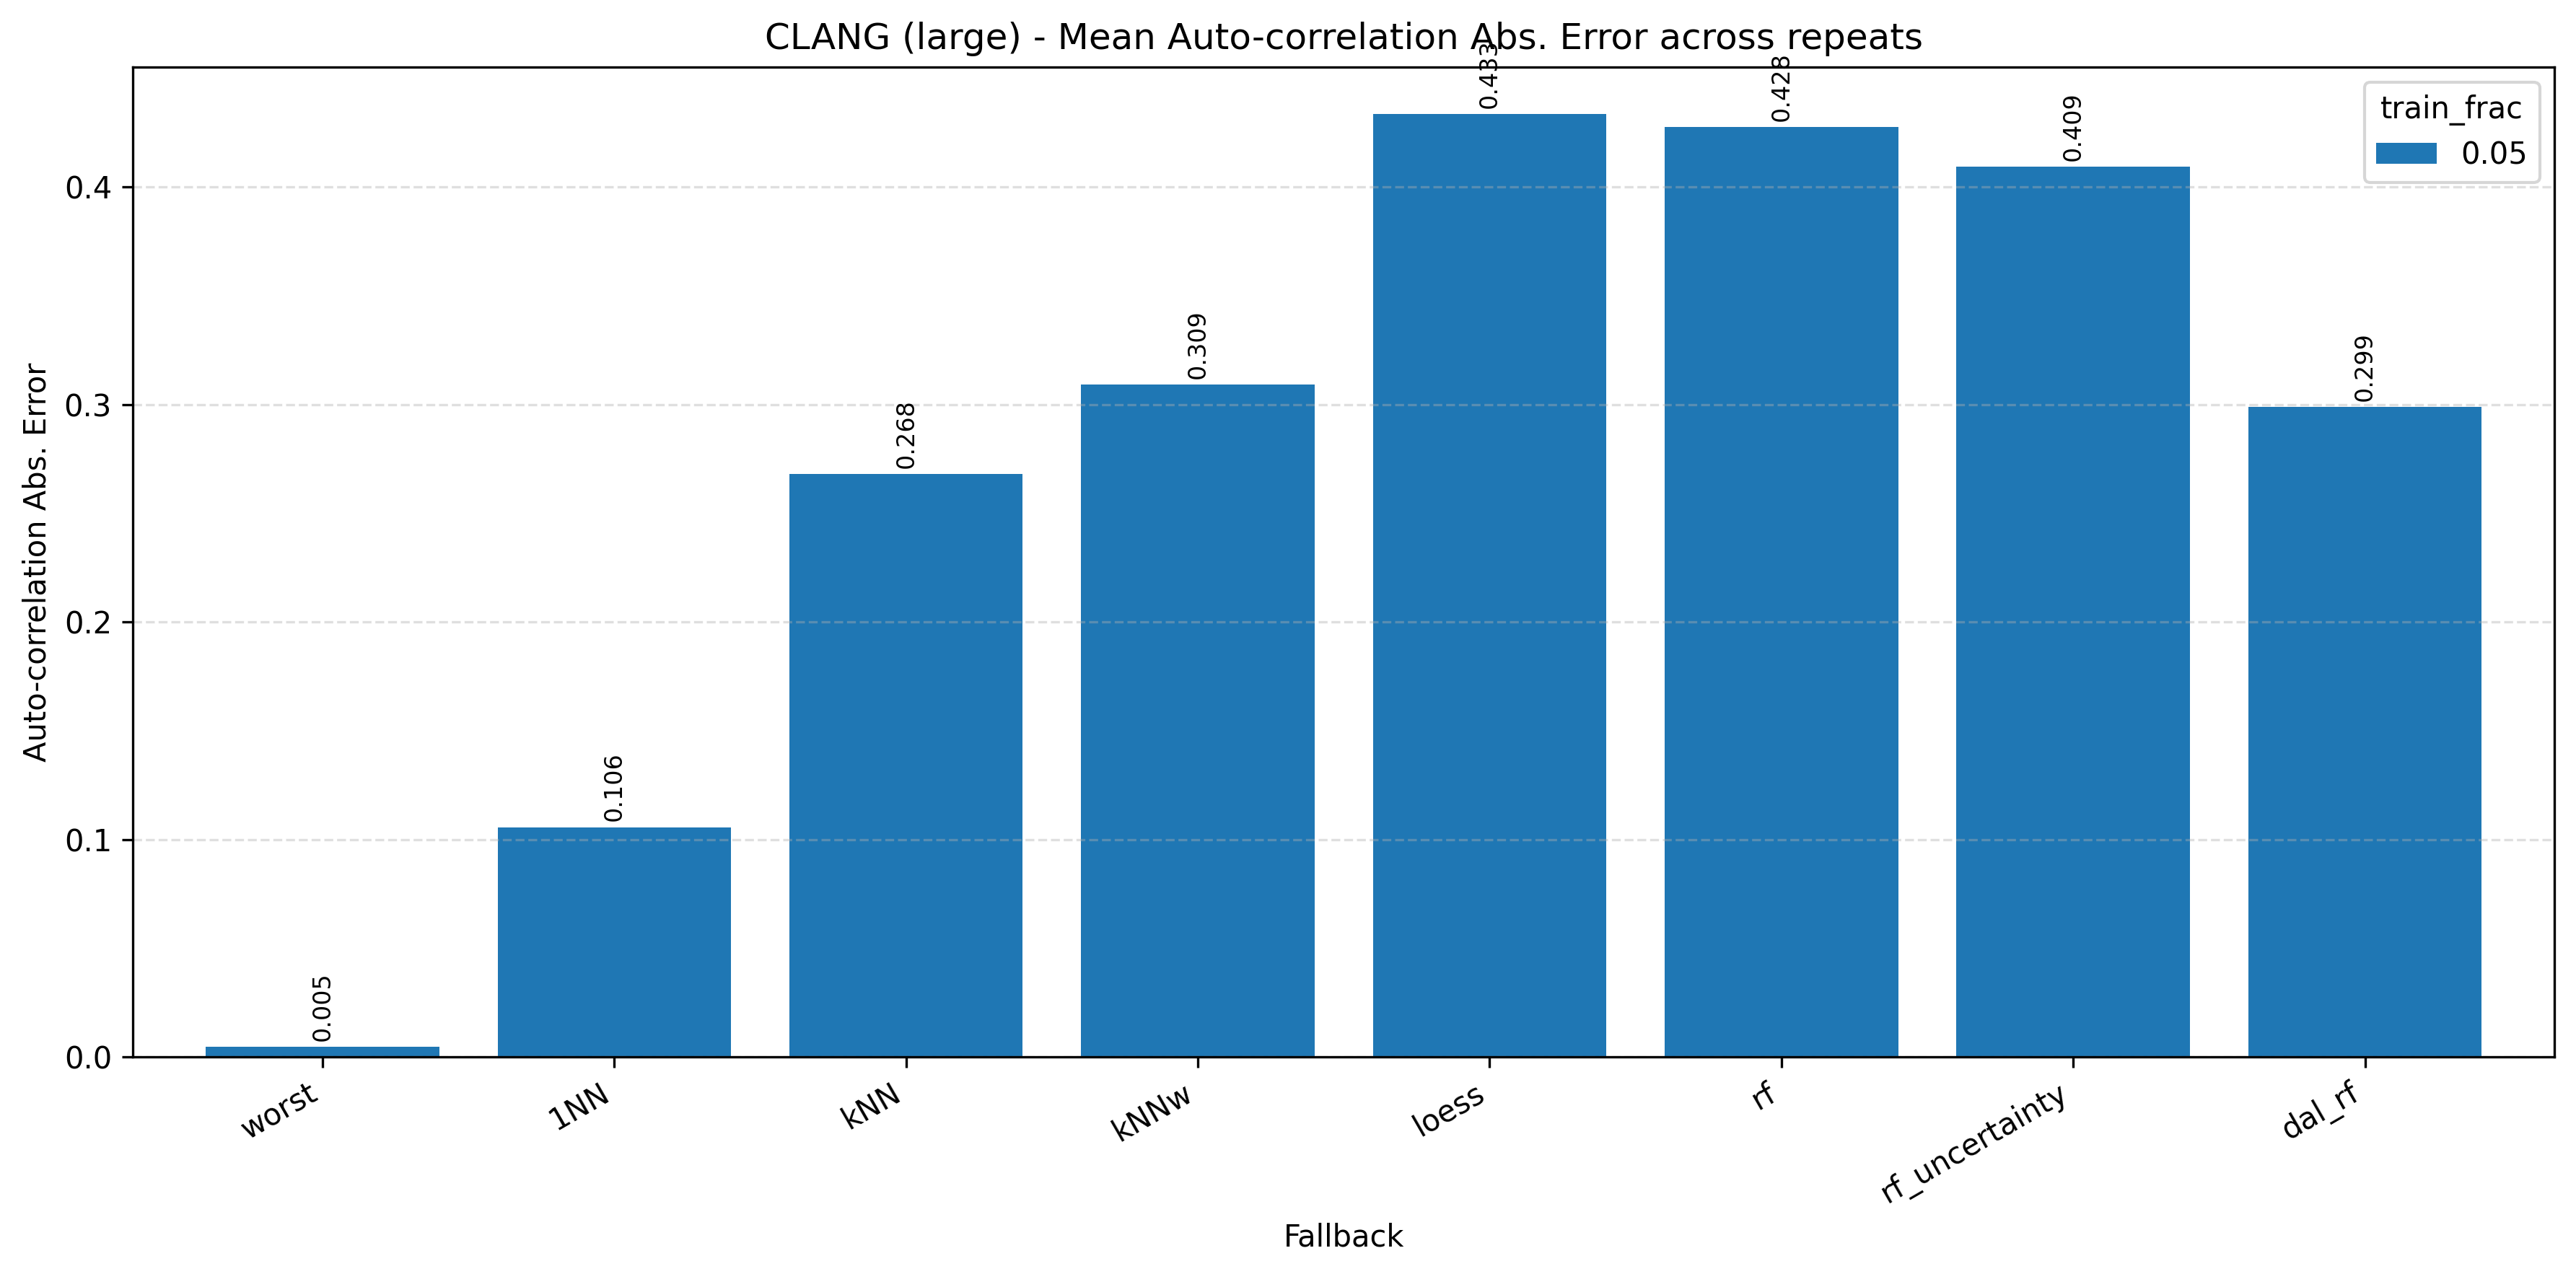 CLANG (large) - Mean Auto-correlation Abs. Error across repeats
Auto-correlation Abs. Error
0.4
0.3
0.2
0.1
0.0
0.005
0.106
0.268
0.309
0.433
0.428
0.409
0.299
train_frac
0.05
worst
1NN
kNN
kNNw
loess
rf
rf_uncertainty
dal_rf
Fallback